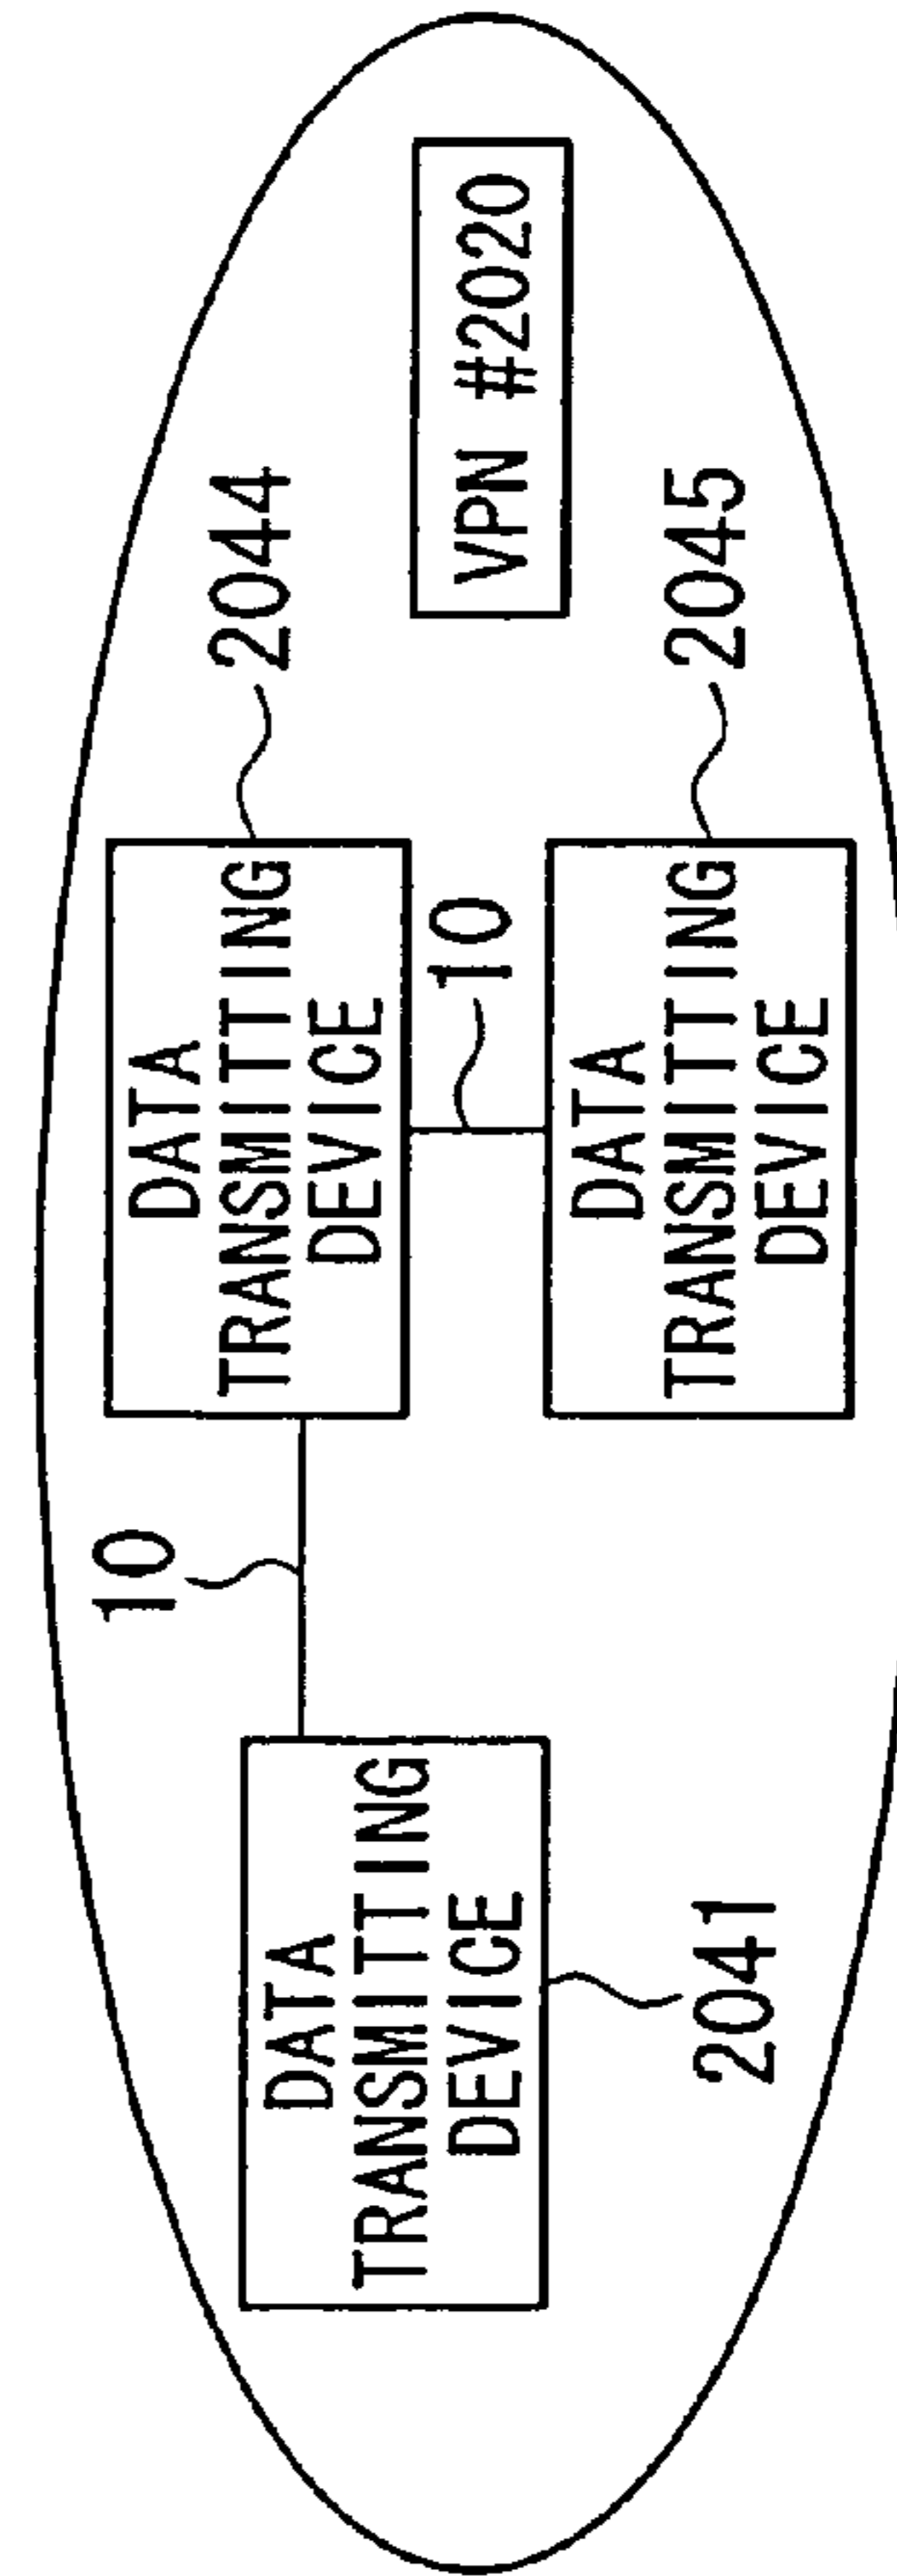 10
DATA
TRANSMITTING
DEVICE
2044
DATA
TRANSMITTING
DEVICE
2041
10
VPN #2020
DATA
TRANSMITTING
DEVICE
2045